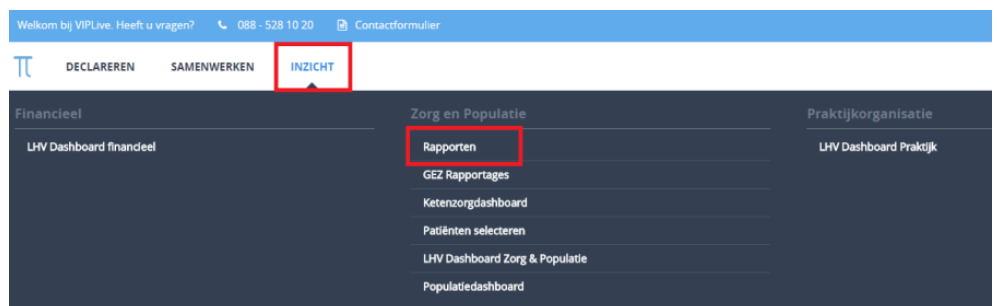 Welkom bij VIPLive. Heeft u vragen? 088 - 528 10 20 Contactformulier
DECLAREREN SAMENWERKEN INZICHT
Financieel
LHV Dashboard financieel
Zorg en Populatie
Rapporten
GEZ Rapportages
Ketenzorgdashboard
Patiënten selecteren
LHV Dashboard Zorg & Populatie
Populatiedashboard
Praktijkorganisatie
LHV Dashboard Praktijk